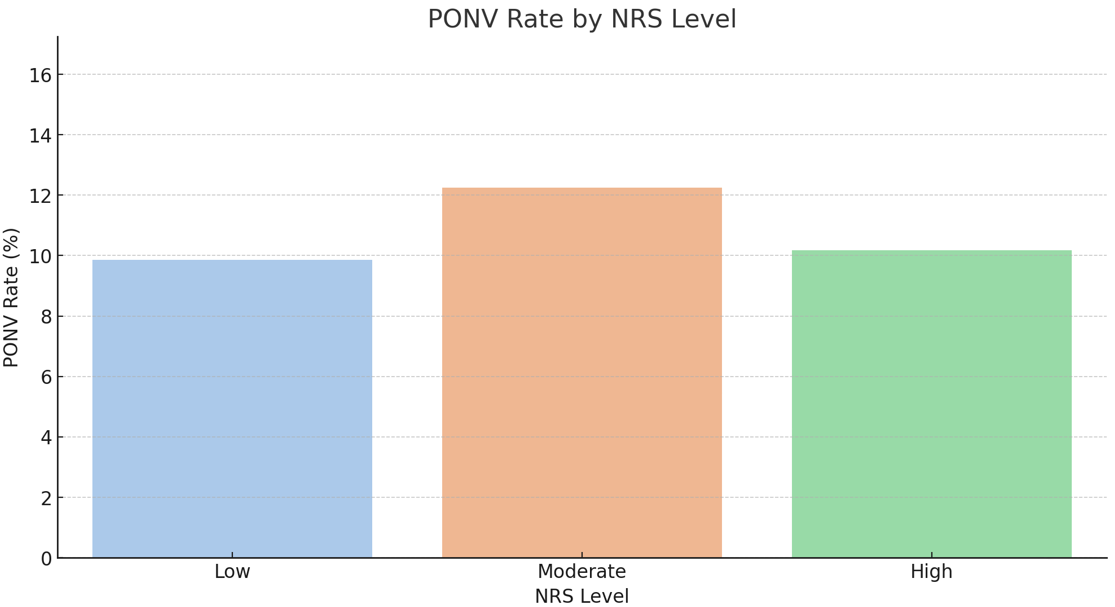 PONV Rate by NRS Level
PONV Rate (%)
16
14
12
10
8
6
4
2
0
Low Moderate High
NRS Level